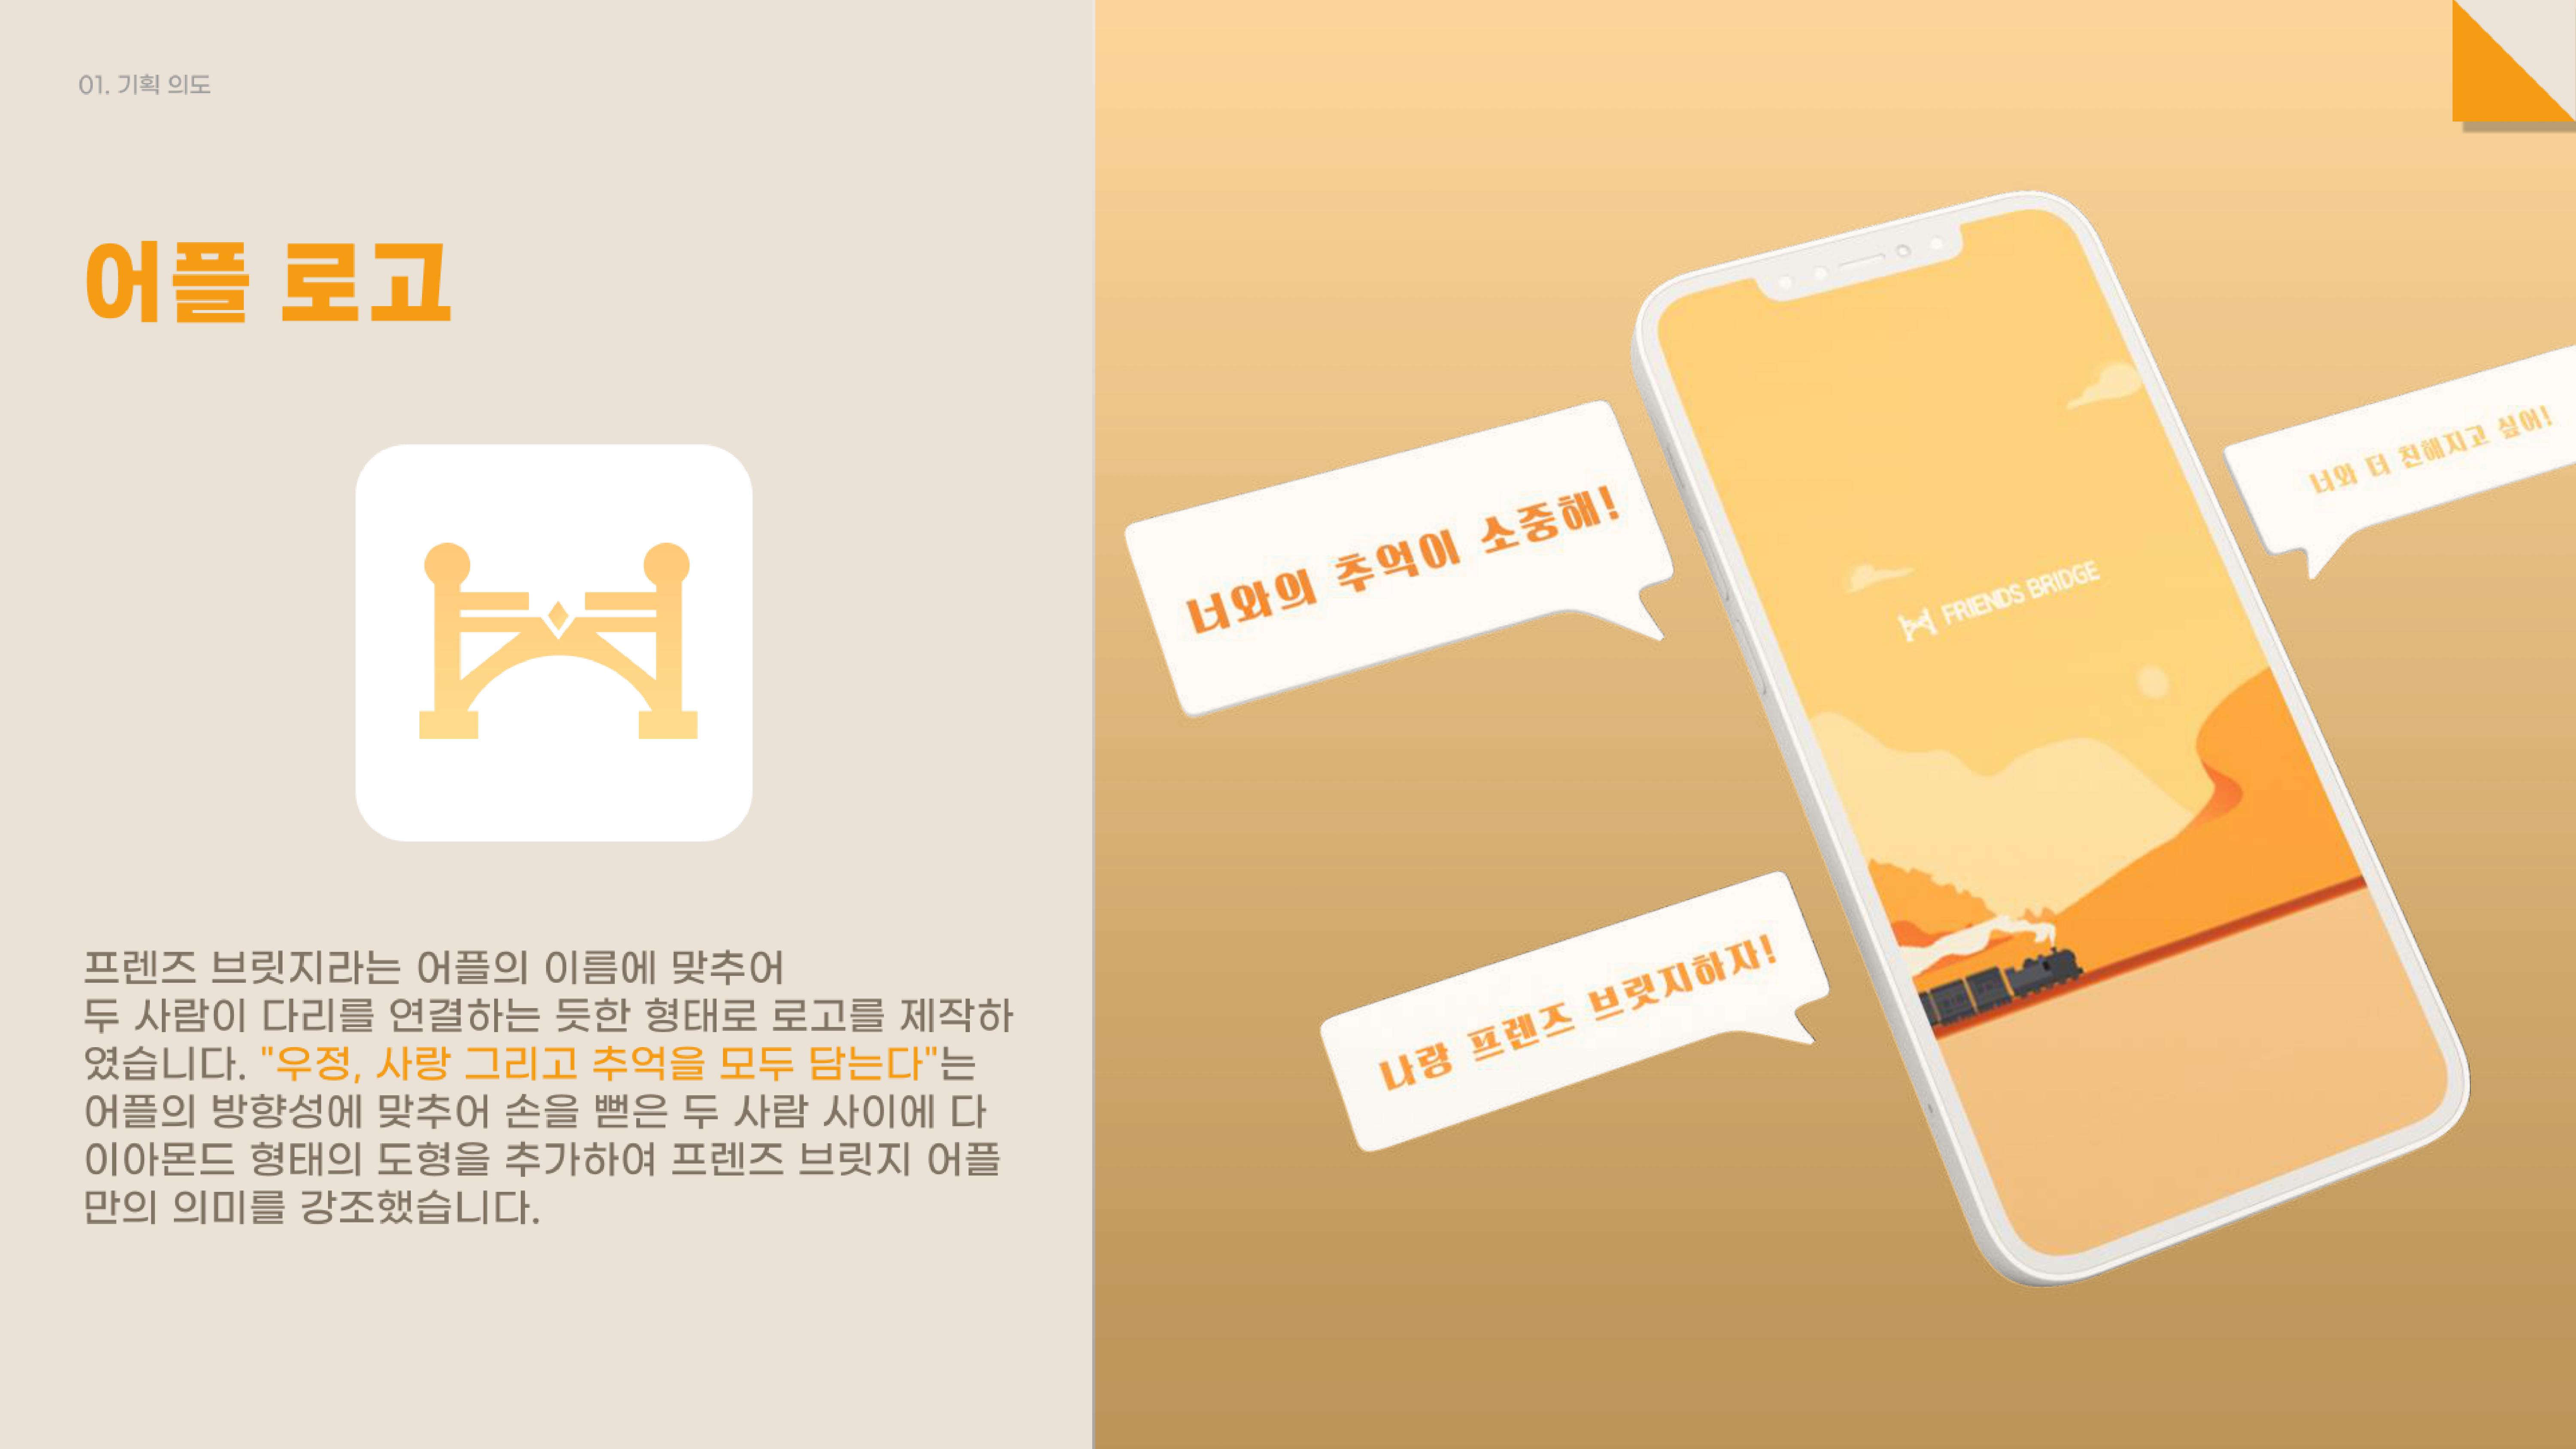 01. 기획 의도
어플 로고
프렌즈 브릿지라는 어플의 이름에 맞추어
두 사람이 다리를 연결하는 듯한 형태로 로고를 제작하
였습니다. "우정, 사랑 그리고 추억을 모두 담는다"는
어플의 방향성에 맞추어 손을 뻗은 두 사람 사이에 다
이아몬드 형태의 도형을 추가하여 프렌즈 브릿지 어플
만의 의미를 강조했습니다.
너와의 추억이 소중해!
너와 더 친해지고 싶어!
FRIENDS BRIDGE
나랑 프렌즈 브릿지하자!